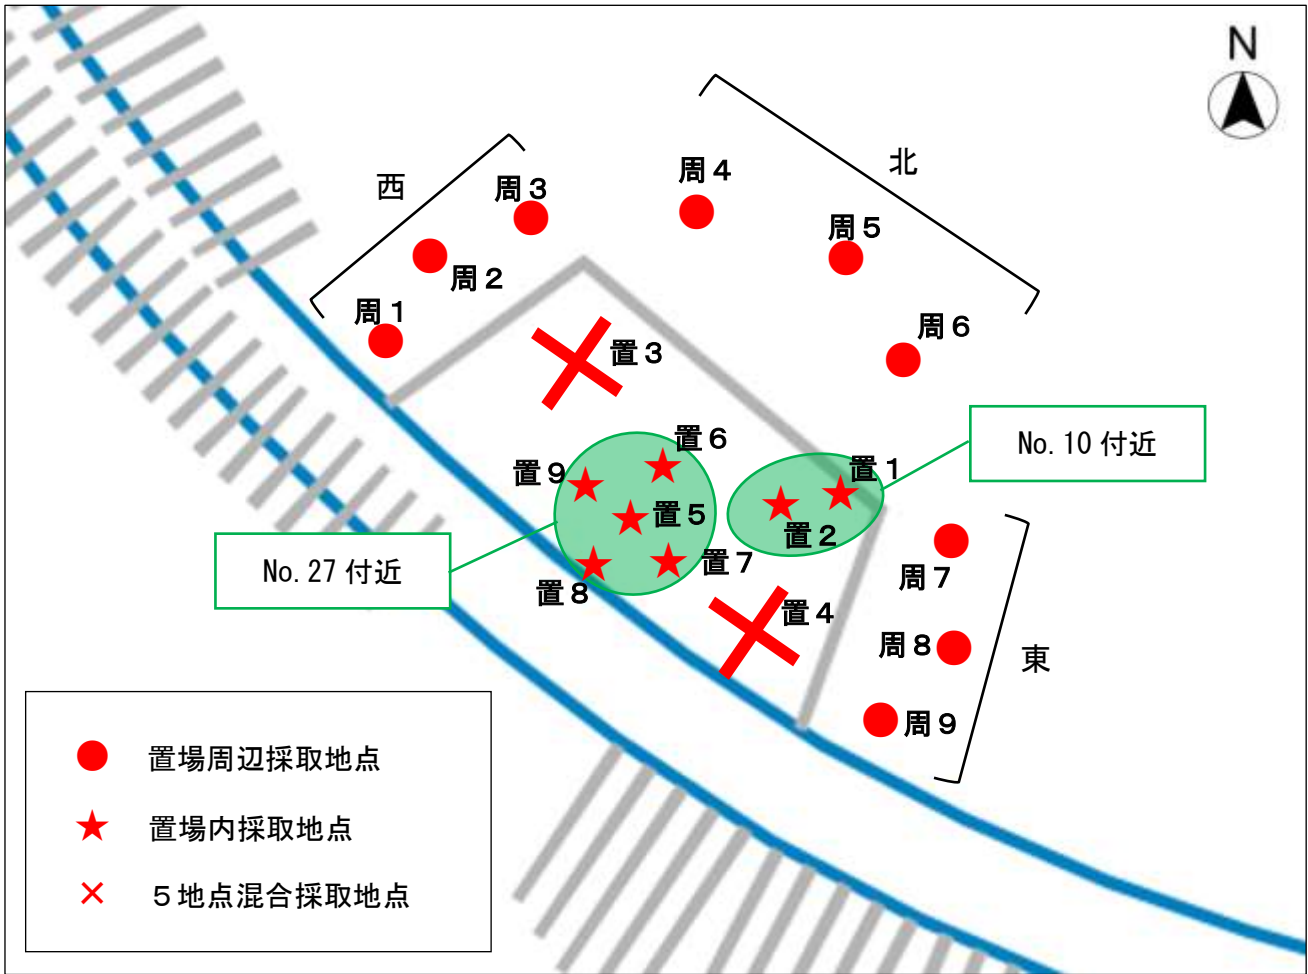 N
北
西
周４
周３
周５
周２
周１
周６
置３
No.10 付近
置６
置１
置９
置５
置２
No.27 付近
置７
周７
置８
置４
周８
東
周９
置場周辺採取地点
置場内採取地点
５地点混合採取地点